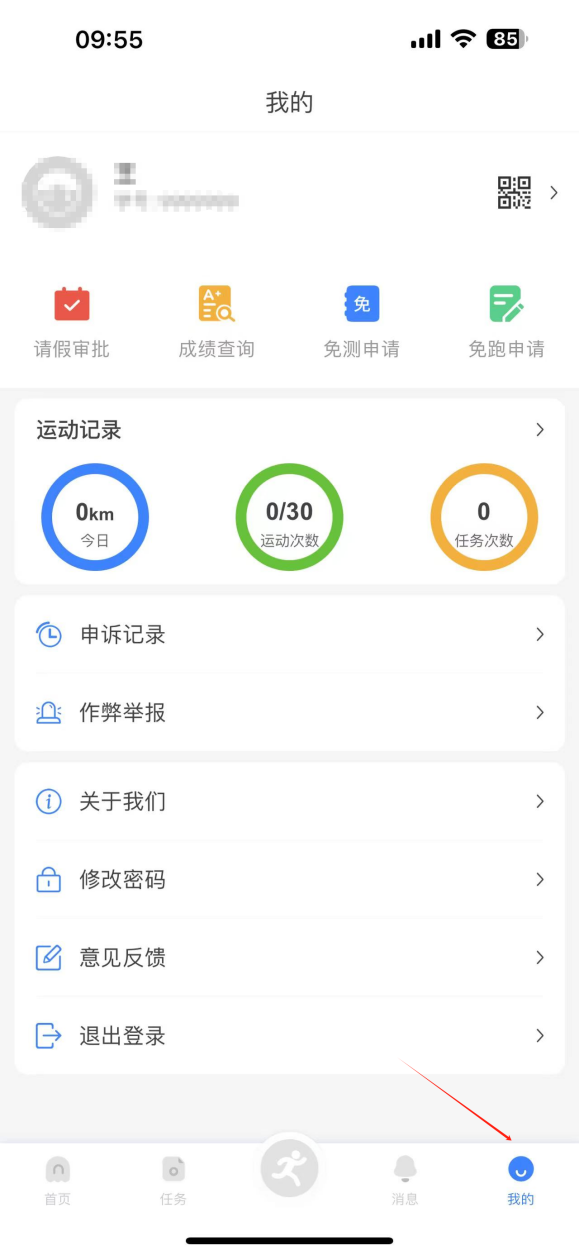 09:55
85
我的
请假审批
A+
成绩查询
免
免测申请
免跑申请
运动记录
0km
今日
0/30
运动次数
0
任务次数
申诉记录
作弊举报
关于我们
修改密码
意见反馈
退出登录
首页
任务
消息
我的